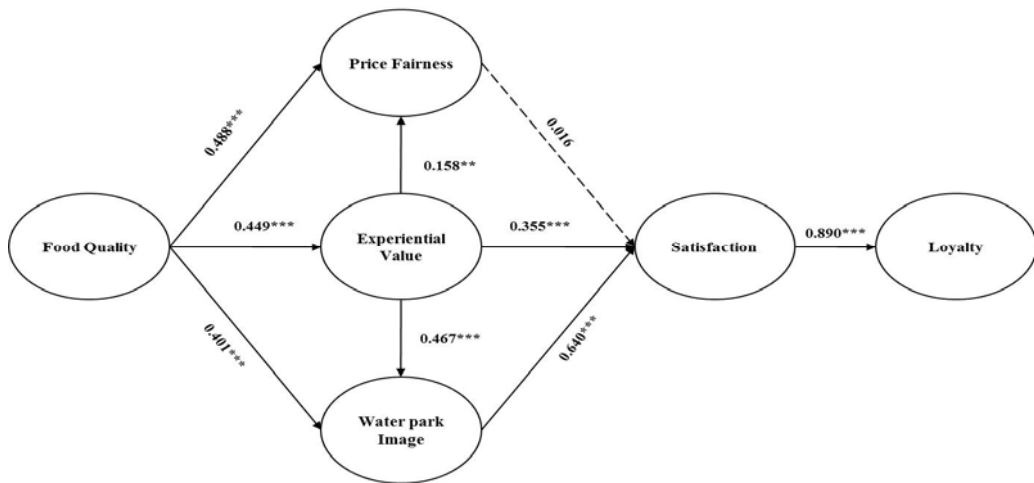 Price Fairness
0.488***
0.016
0.158**
Food Quality
0.449***
Experiential
Value
0.355***
Satisfaction
0.890***
Loyalty
0.467***
0.401***
0.640***
Water park
Image